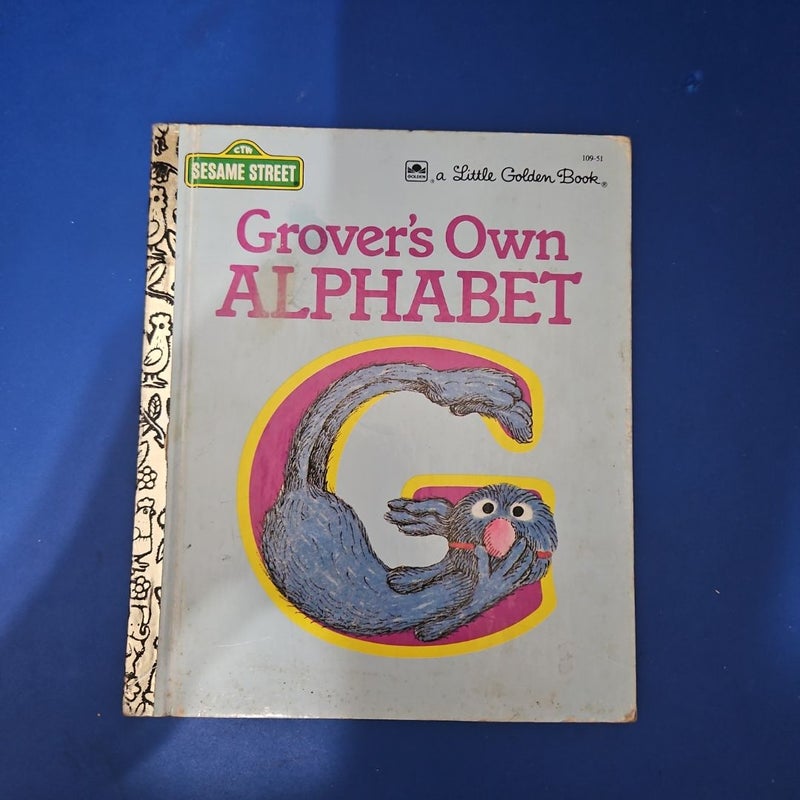 109-51
CTW
SESAME STREET®
GOLDEN® a Little Golden Book®
Grover's Own
ALPHABET
G